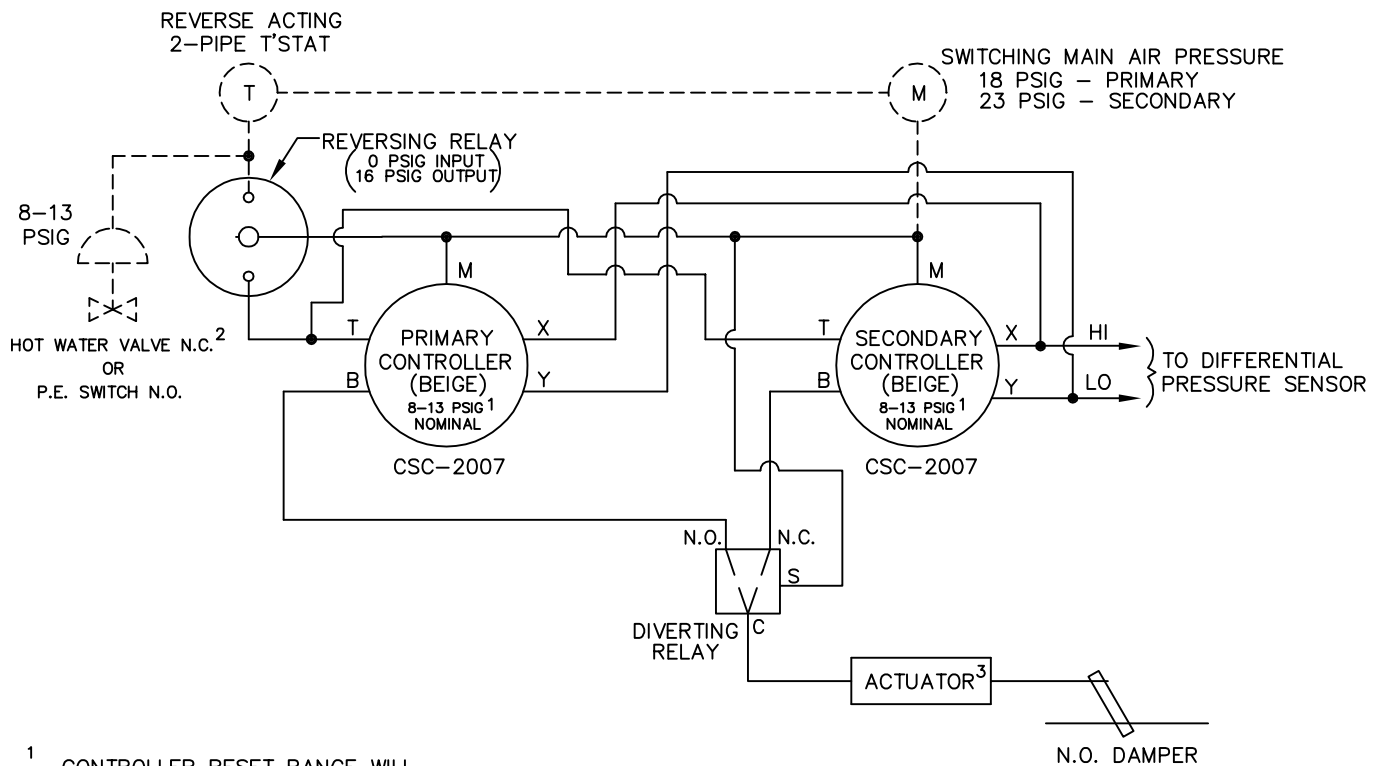 REVERSE ACTING
2-PIPE T'STAT
SWITCHING MAIN AIR PRESSURE
18 PSIG - PRIMARY
23 PSIG - SECONDARY
T
M
REVERSING RELAY
(0 PSIG INPUT
16 PSIG OUTPUT)
8-13
PSIG
HOT WATER VALVE N.C.²
OR
P.E. SWITCH N.O.
M
T
X
B
Y
PRIMARY
CONTROLLER
(BEIGE)
8-13 PSIG¹
NOMINAL
CSC-2007
M
T
X
B
Y
SECONDARY
CONTROLLER
(BEIGE)
8-13 PSIG¹
NOMINAL
CSC-2007
HI
LO
TO DIFFERENTIAL
PRESSURE SENSOR
N.O.
N.C.
S
C
DIVERTING
RELAY
ACTUATOR³
N.O. DAMPER
¹ CONTROLLER RESET RANGE WILL